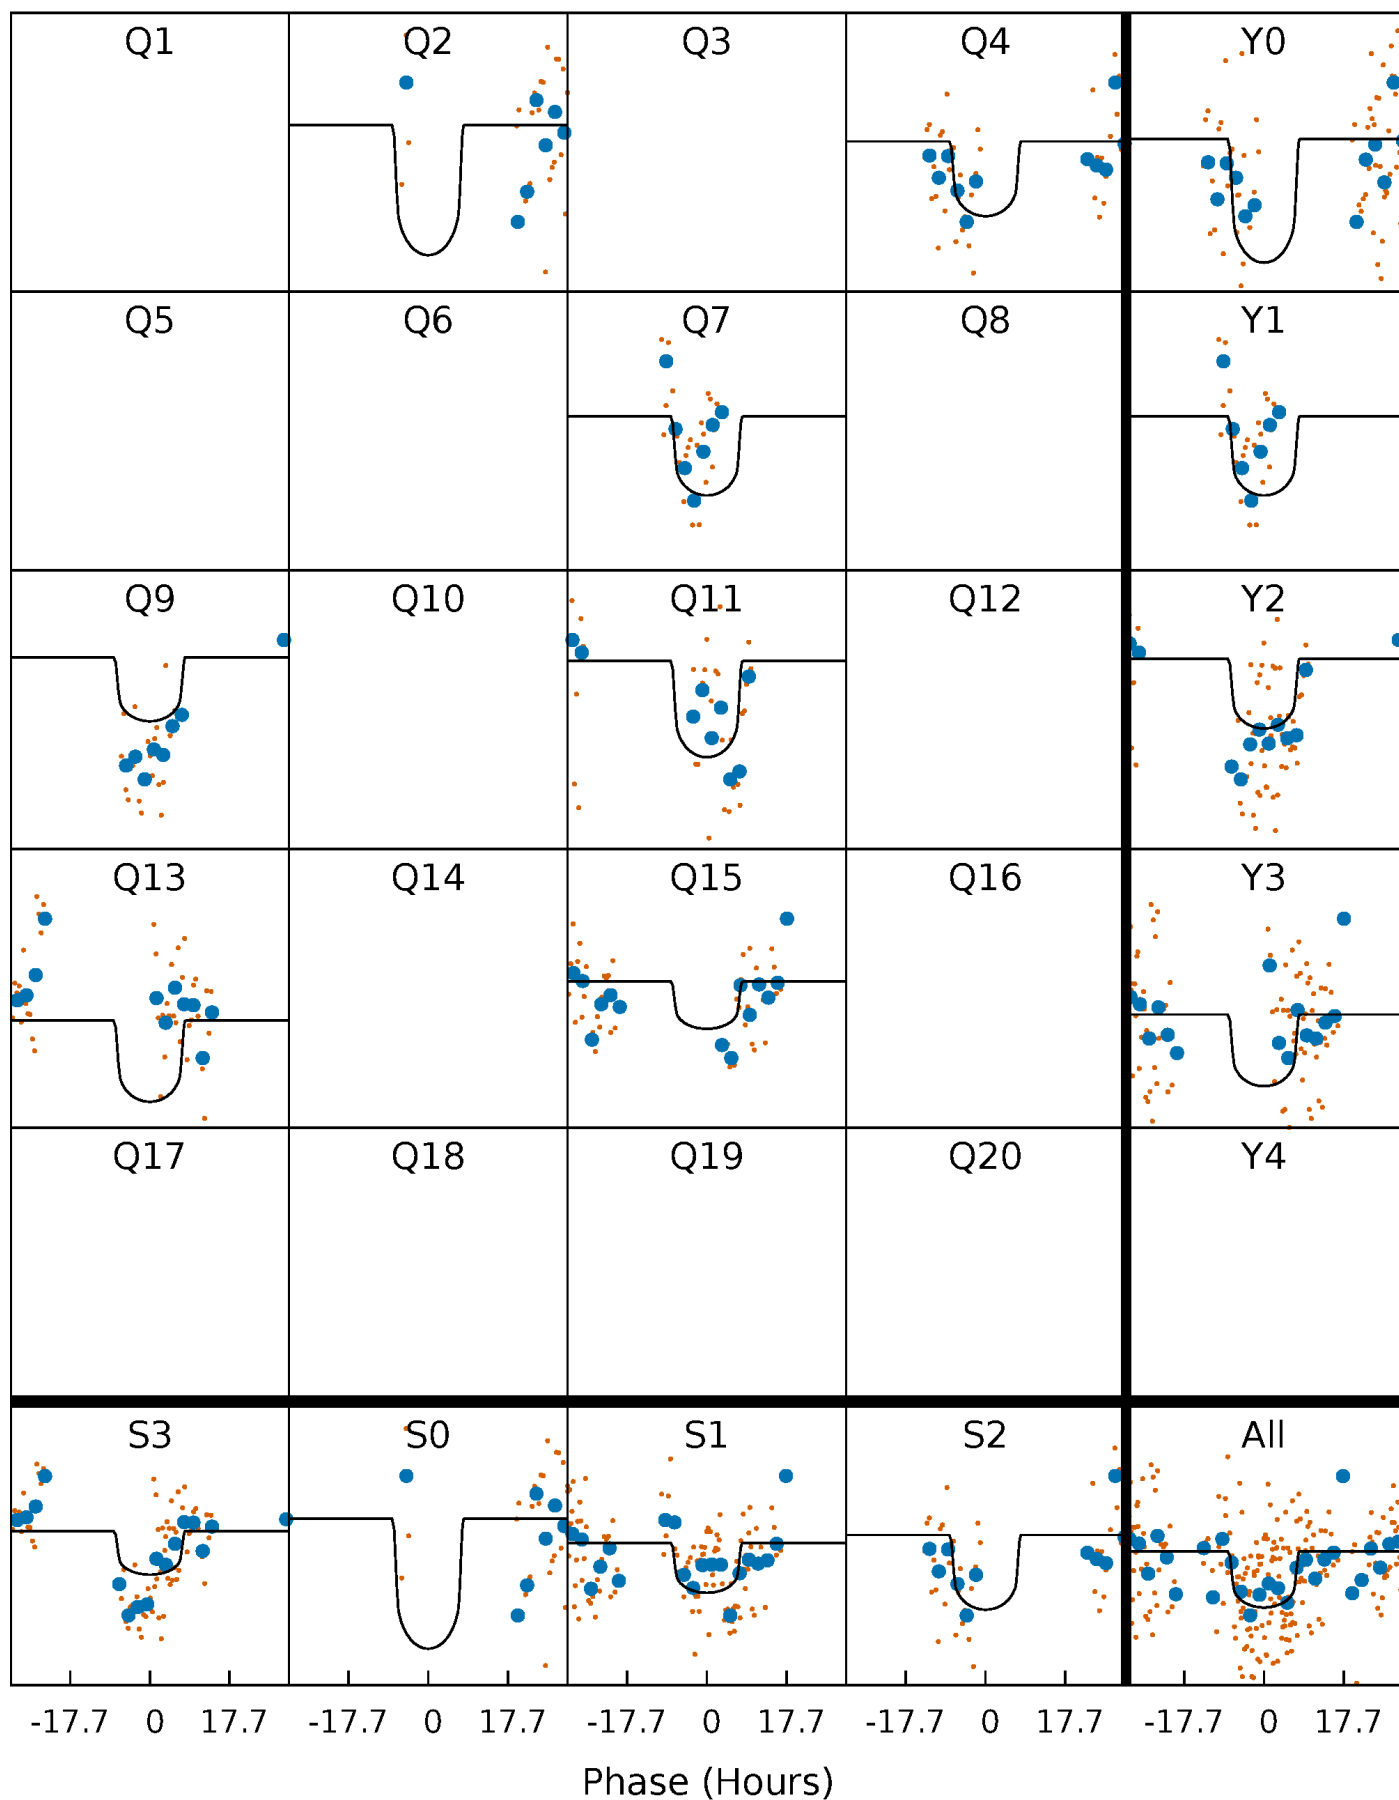 Q1 Q2 Q3 Q4 Y0
Q5 Q6 Q7 Q8 Y1
Q9 Q10 Q11 Q12 Y2
Q13 Q14 Q15 Q16 Y3
Q17 Q18 Q19 Q20 Y4
S3 S0 S1 S2 All
-17.7 0 17.7 -17.7 0 17.7 -17.7 0 17.7 -17.7 0 17.7 -17.7 0 17.7
Phase (Hours)